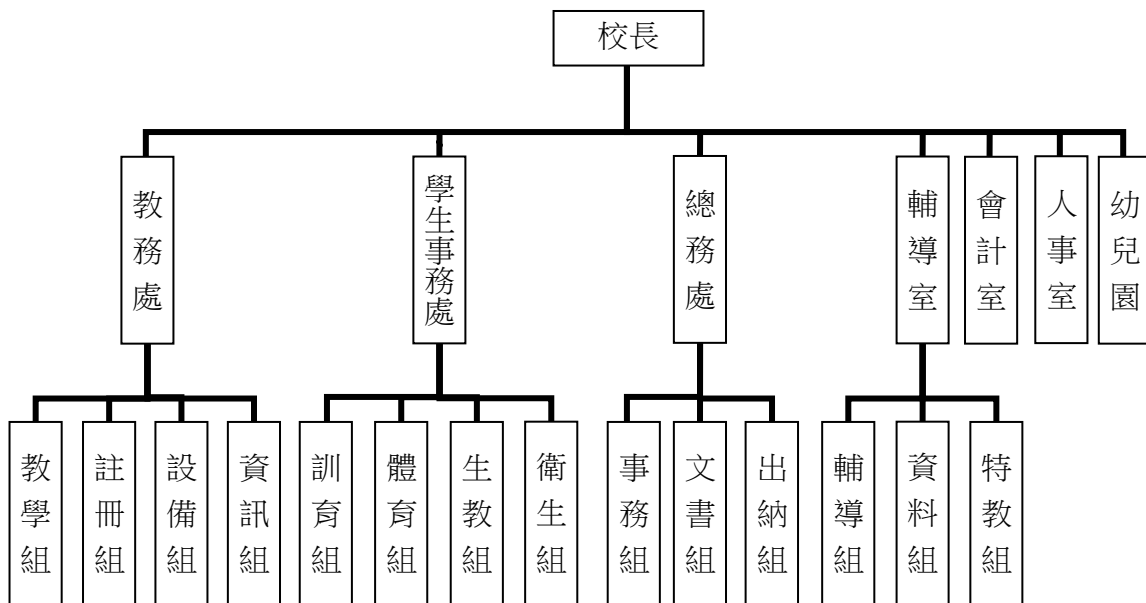 校長
教務處
學生事務處
總務處
輔導室
會計室
人事室
幼兒園
教學組
註冊組
設備組
資訊組
訓育組
體育組
生教組
衛生組
事務組
文書組
出納組
輔導組
資料組
特教組